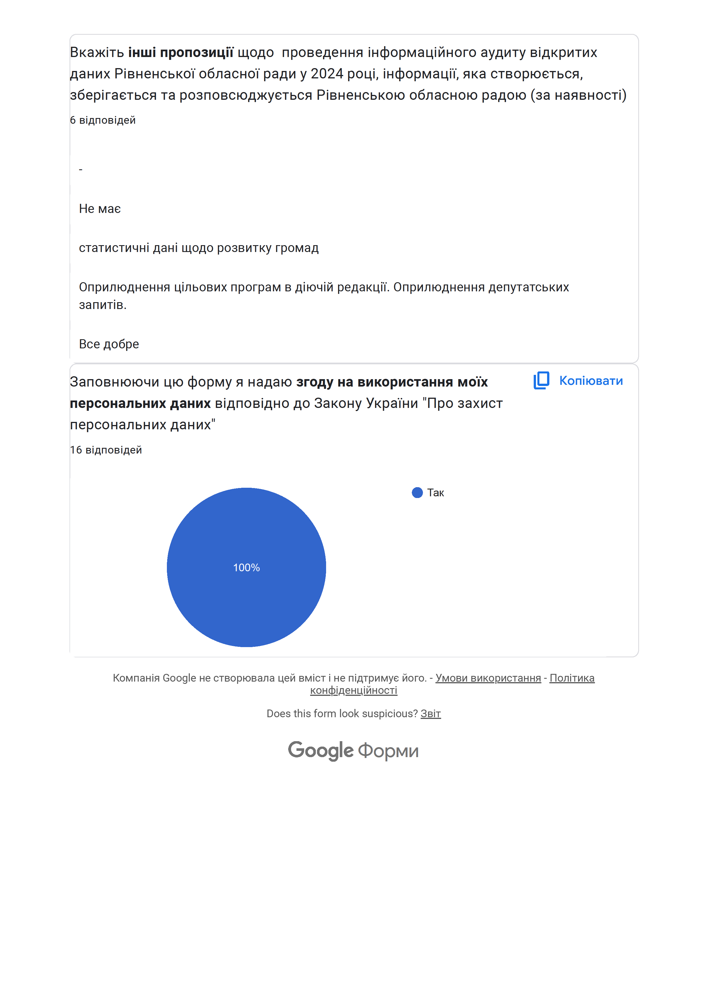 Вкажіть інші пропозиції щодо  проведення інформаційного аудиту відкритих
даних Рівненської обласної ради у 2024 році, інформації, яка створюється,
зберігається та розповсюджується Рівненською обласною радою (за наявності)
6 відповідей
-
Не має
статистичні дані щодо розвитку громад
Оприлюднення цільових програм в діючій редакції. Оприлюднення депутатських
запитів.
Все добре
Заповнюючи цю форму я надаю згоду на використання моїх
персональних даних відповідно до Закону України "Про захист
персональних даних"
Копіювати
16 відповідей
Так
100%
Компанія Google не створювала цей вміст і не підтримує його. - Умови використання - Політика
конфіденційності
Does this form look suspicious? Звіт
Google Форми